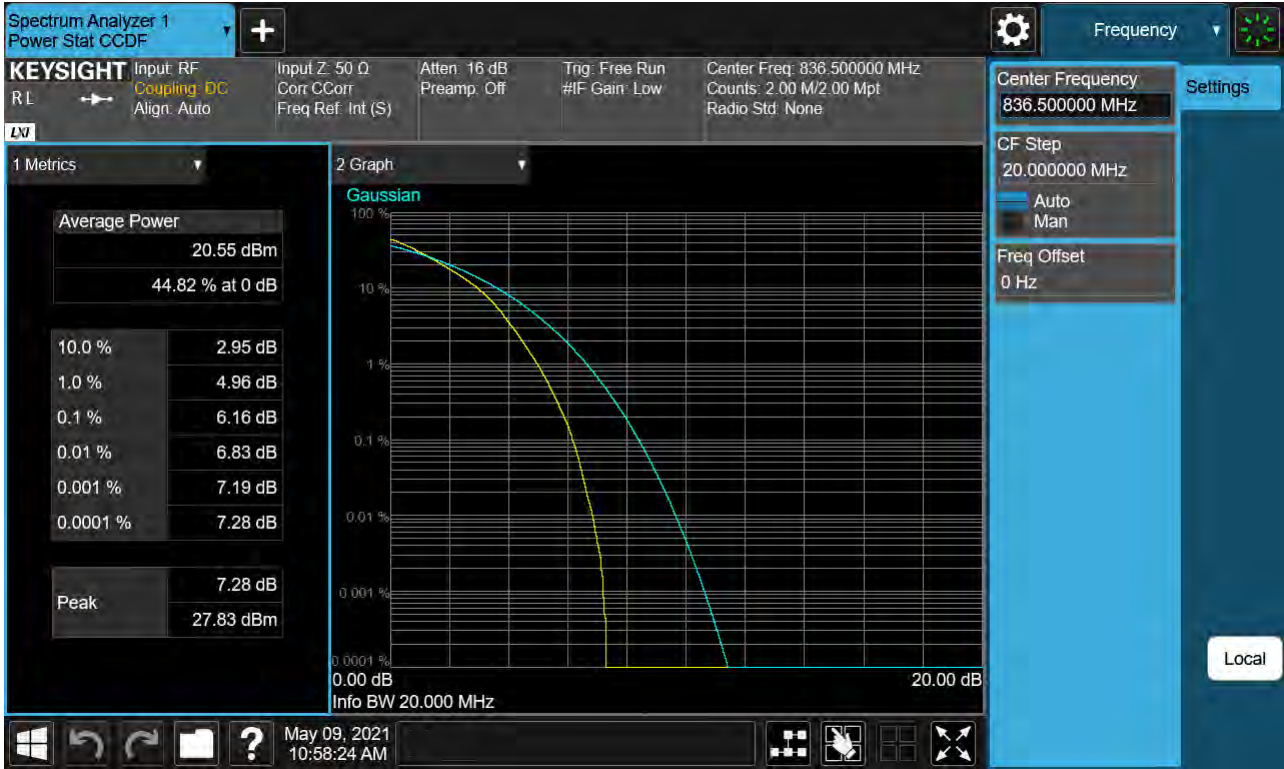 Spectrum Analyzer 1
Power Stat CCDF
Frequency
KEYSIGHT
R L
LXI
Input: RF
Coupling: DC
Align: Auto
Input Z: 50 Ω
Corr CCorr
Freq Ref: Int (S)
Atten: 16 dB
Preamp: Off
Trig: Free Run
#IF Gain: Low
Center Freq: 836.500000 MHz
Counts: 2.00 M/2.00 Mpt
Radio Std: None
Center Frequency
836.500000 MHz
Settings
CF Step
20.000000 MHz
Auto
Man
Freq Offset
0 Hz
Local
1 Metrics
Average Power
20.55 dBm
44.82 % at 0 dB
10.0 % 2.95 dB
1.0 % 4.96 dB
0.1 % 6.16 dB
0.01 % 6.83 dB
0.001 % 7.19 dB
0.0001 % 7.28 dB
Peak
7.28 dB
27.83 dBm
2 Graph
Gaussian
100 %
10 %
1 %
0.1 %
0.01 %
0.001 %
0.0001 %
0.00 dB 20.00 dB
Info BW 20.000 MHz
?
May 09, 2021
10:58:24 AM